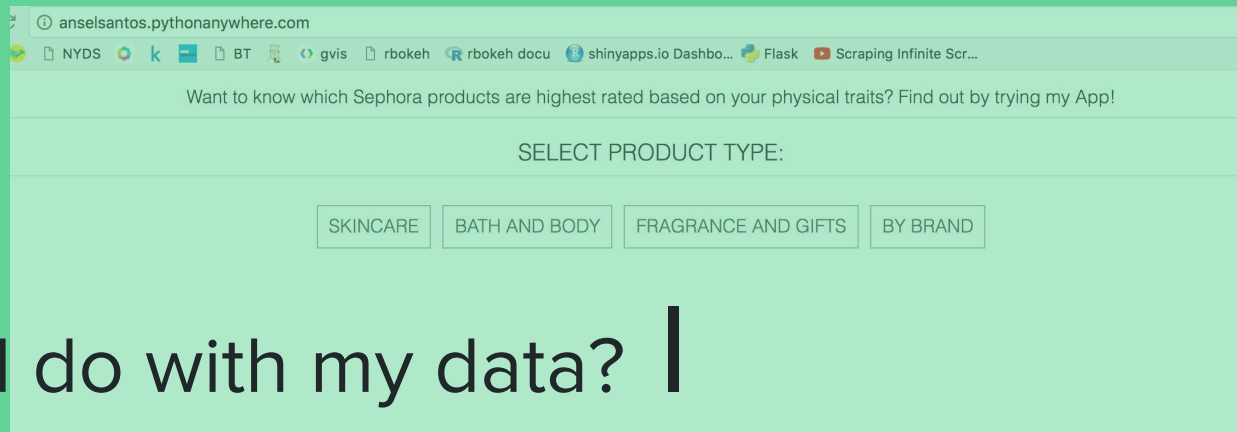 anselsantos.pythonanywhere.com
NYDS k BT gvis rbokeh rbokeh docu shinyapps.io Dashbo... Flask Scraping Infinite Scr...
Want to know which Sephora products are highest rated based on your physical traits? Find out by trying my App!
SELECT PRODUCT TYPE:
SKINCARE BATH AND BODY FRAGRANCE AND GIFTS BY BRAND
do with my data?